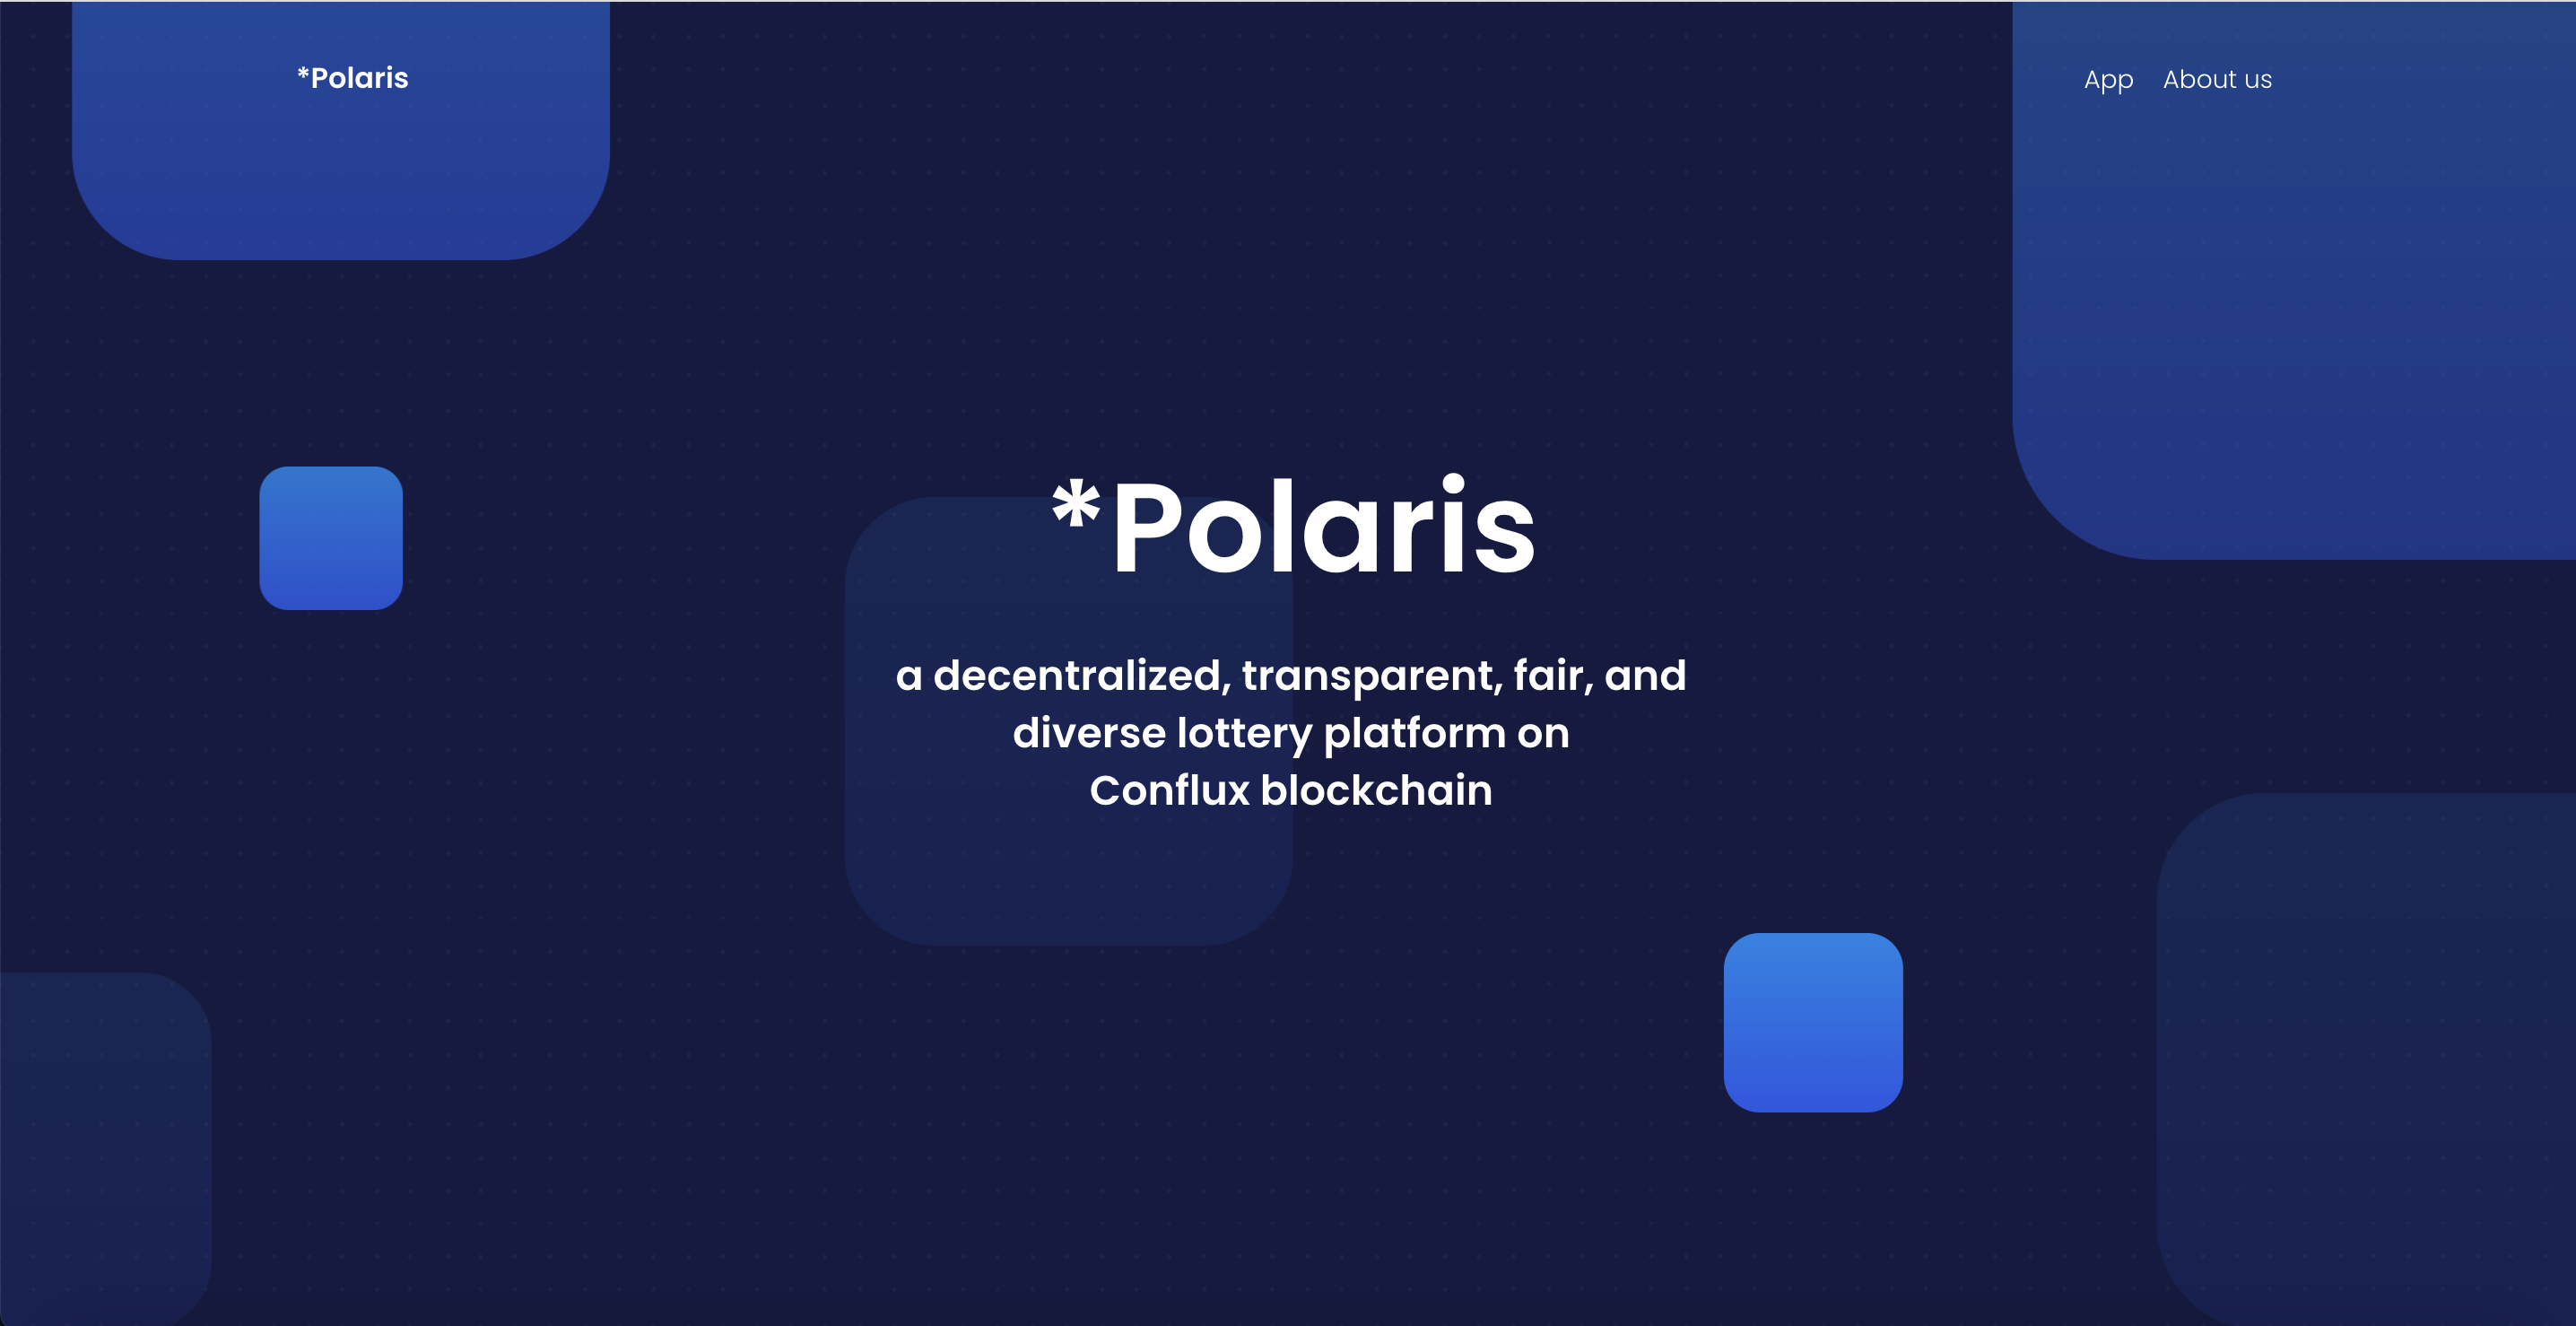 *Polaris
App About us
*Polaris
a decentralized, transparent, fair, and
diverse lottery platform on
Conflux blockchain